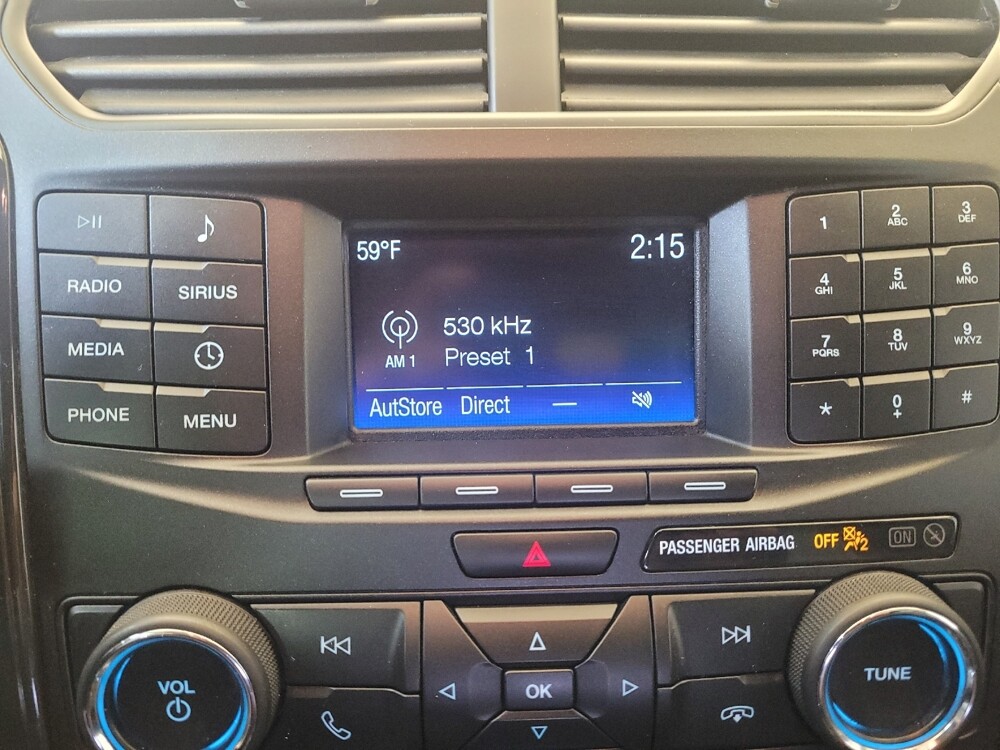 59°F 2:15
530 kHz
AM 1 Preset 1
AutStore Direct
RADIO SIRIUS
MEDIA
PHONE MENU
1 2 ABC 3 DEF
4 GHI 5 JKL 6 MNO
7 PQRS 8 TUV 9 WXYZ
* 0 + #
PASSENGER AIRBAG OFF 2 ON
VOL
OK
TUNE